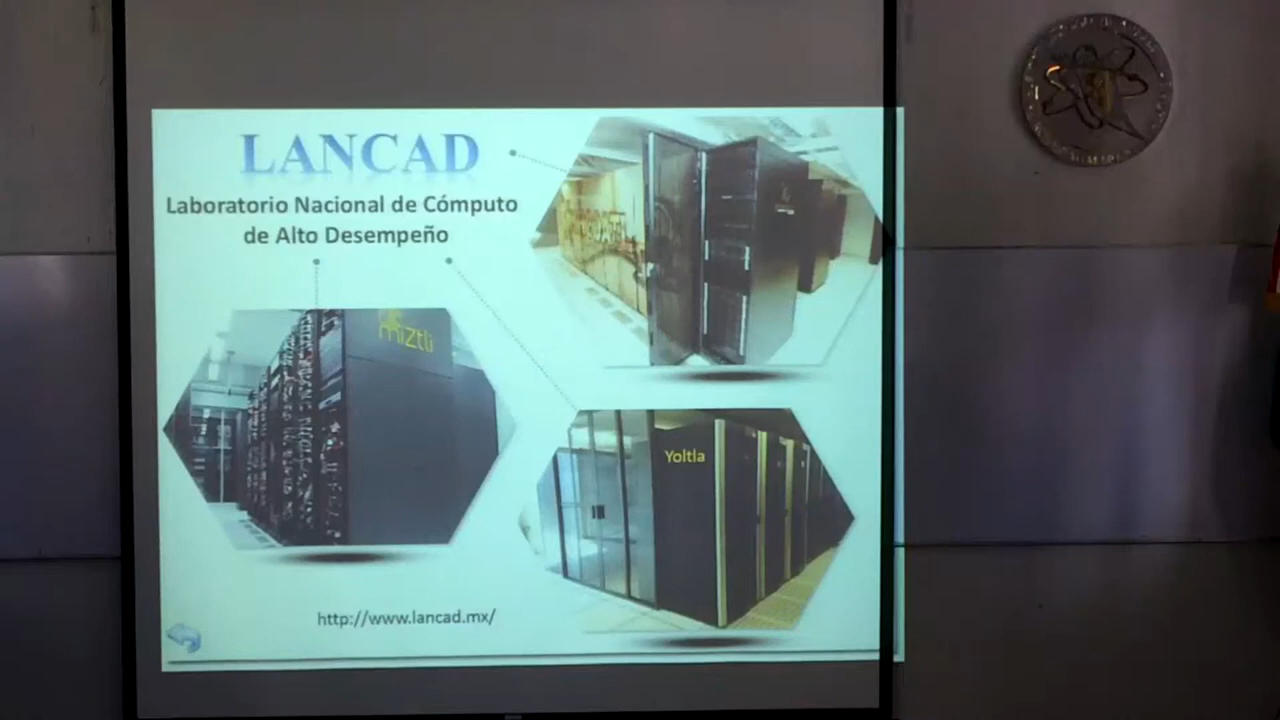 LANCAD
Laboratorio Nacional de Cómputo
de Alto Desempeño
miztli
Yoltla
http://www.lancad.mx/